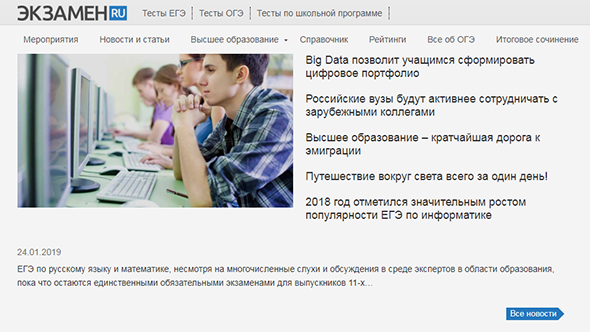 ЭКЗАМЕН RU
Тесты ЕГЭ Тесты ОГЭ Тесты по школьной программе
Мероприятия Новости и статьи Высшее образование Справочник Рейтинги Все об ОГЭ Итоговое сочинение
Big Data позволит учащимся сформировать
цифровое портфолио
Российские вузы будут активнее сотрудничать с
зарубежными коллегами
Высшее образование – кратчайшая дорога к
эмиграции
Путешествие вокруг света всего за один день!
2018 год отметился значительным ростом
популярности ЕГЭ по информатике
24.01.2019
ЕГЭ по русскому языку и математике, несмотря на многочисленные слухи и обсуждения в среде экспертов в области образования,
пока что остаются единственными обязательными экзаменами для выпускников 11-х...
Все новости